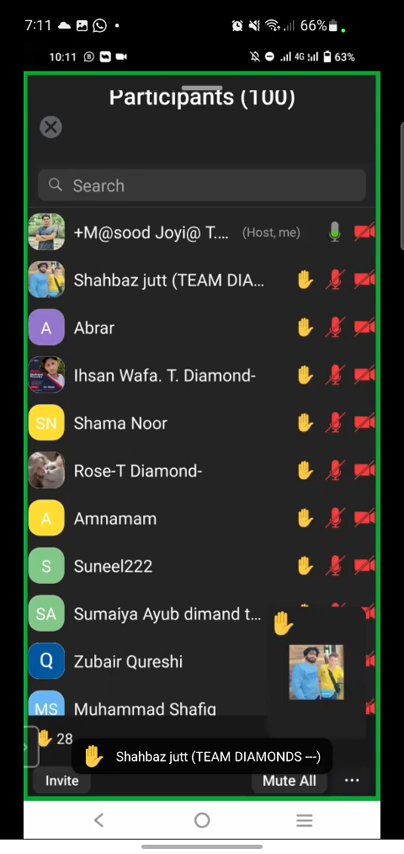 7:11 66%
10:11 4G 63%
Participants (100)
Search
+M@sood Joyi@ T.... (Host, me)
Shahbaz jutt (TEAM DIA...
A Abrar
Ihsan Wafa. T. Diamond-
SN Shama Noor
Rose-T Diamond-
A Amnamam
S Suneel222
SA Sumaiya Ayub dimand t...
Q Zubair Qureshi
MS Muhammad Shafiq
28
Shahbaz jutt (TEAM DIAMONDS ---)
Invite Mute All ...